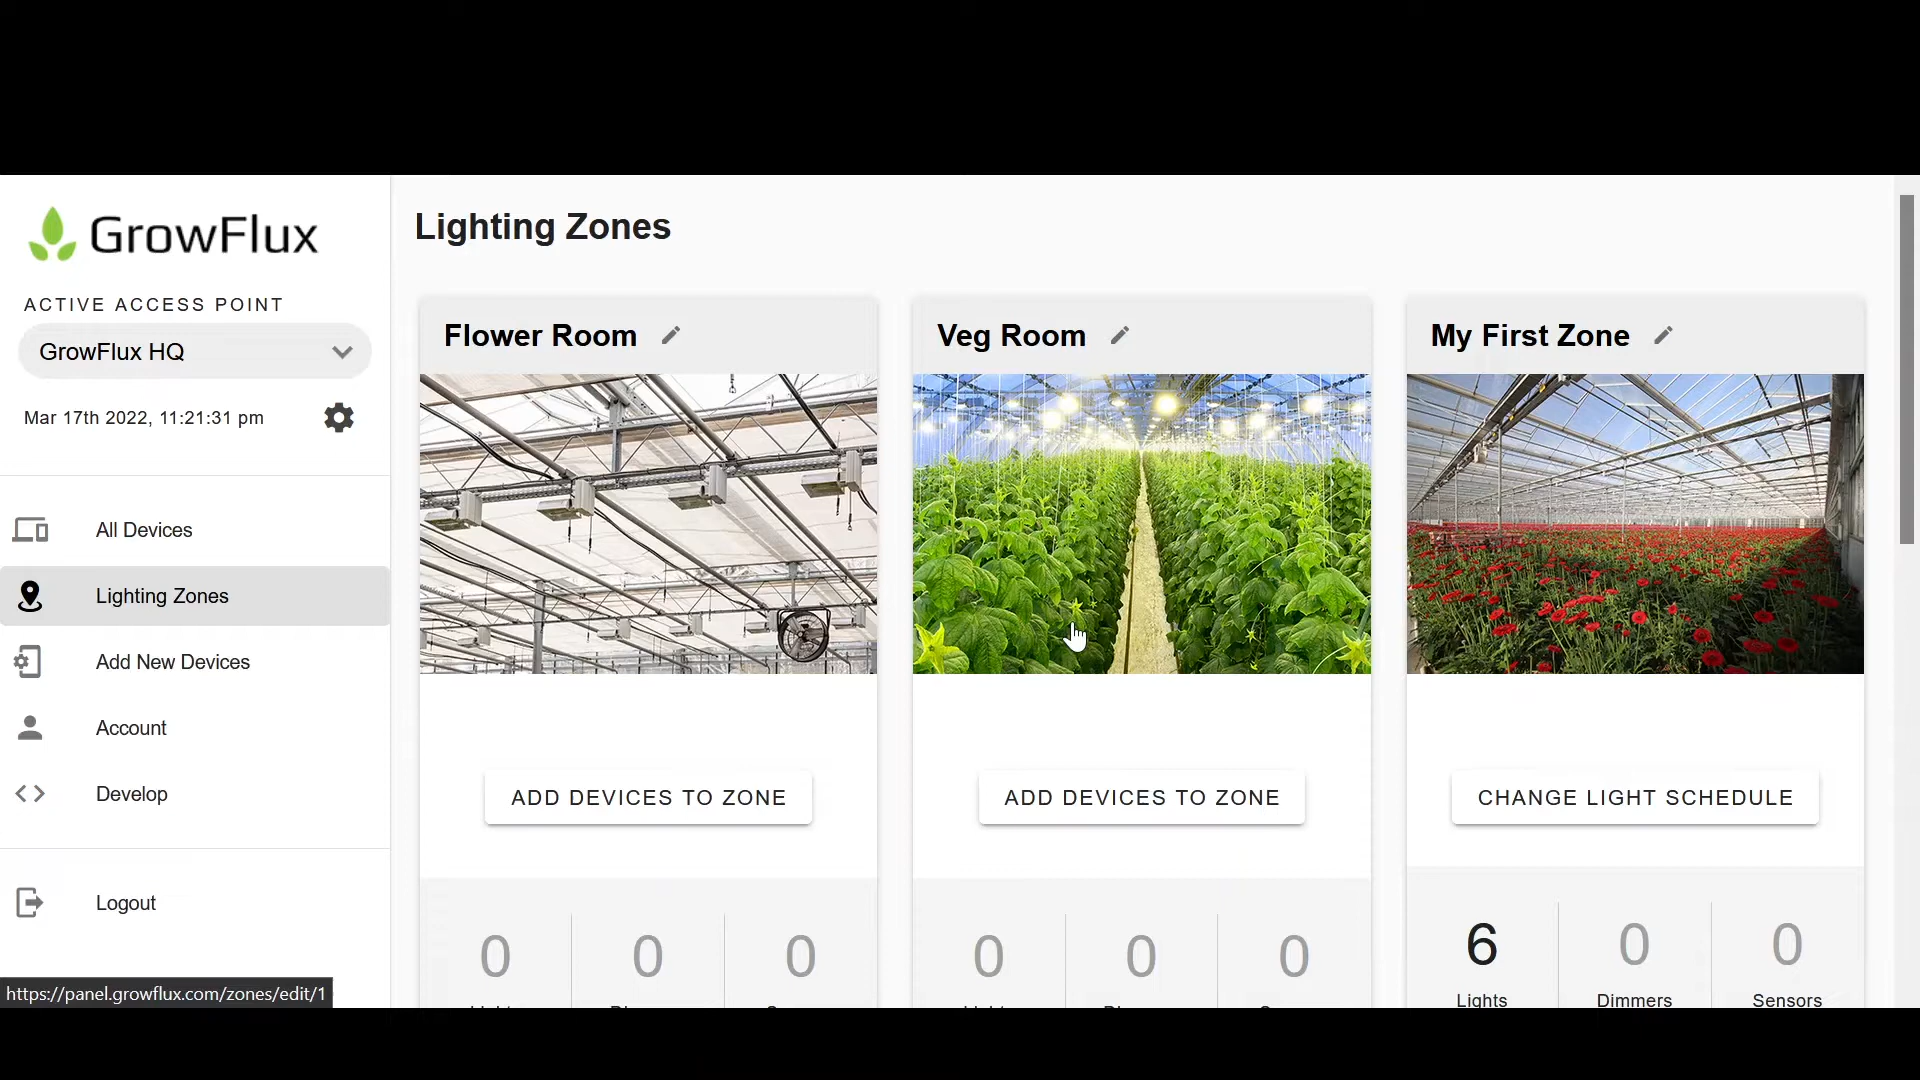 GrowFlux
ACTIVE ACCESS POINT
GrowFlux HQ
Mar 17th 2022, 11:21:31 pm
All Devices
Lighting Zones
Add New Devices
Account
Develop
Logout
https://panel.growflux.com/zones/edit/1
Lighting Zones
Flower Room
ADD DEVICES TO ZONE
0 0 0
Veg Room
ADD DEVICES TO ZONE
0 0 0
My First Zone
CHANGE LIGHT SCHEDULE
6 0 0
Lights Dimmers Sensors